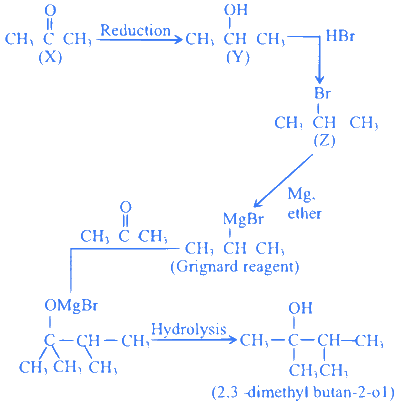 O
CH₃ C CH₃ Reduction
(X)
OH
CH₃ CH CH₃
(Y)
HBr
Br
CH₃ CH CH₃
(Z)
Mg,
ether
MgBr
CH₃ CH CH₃
(Grignard reagent)
O
CH₃ C CH₃
OMgBr
C — CH — CH₃
CH₃ CH₃ CH₃
Hydrolysis
OH
CH₃—C—CH—CH₃
CH₃CH₃
(2.3 -dimethyl butan-2-o1)